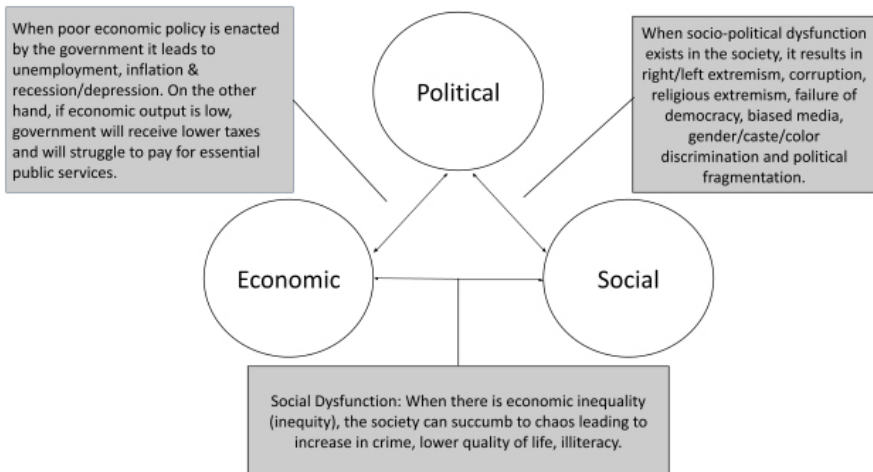 When poor economic policy is enacted
by the government it leads to
unemployment, inflation &
recession/depression. On the other
hand, if economic output is low,
government will receive lower taxes
and will struggle to pay for essential
public services.
Political
When socio-political dysfunction
exists in the society, it results in
right/left extremism, corruption,
religious extremism, failure of
democracy, biased media,
gender/caste/color
discrimination and political
fragmentation.
Economic
Social
Social Dysfunction: When there is economic inequality
(inequity), the society can succumb to chaos leading to
increase in crime, lower quality of life, illiteracy.